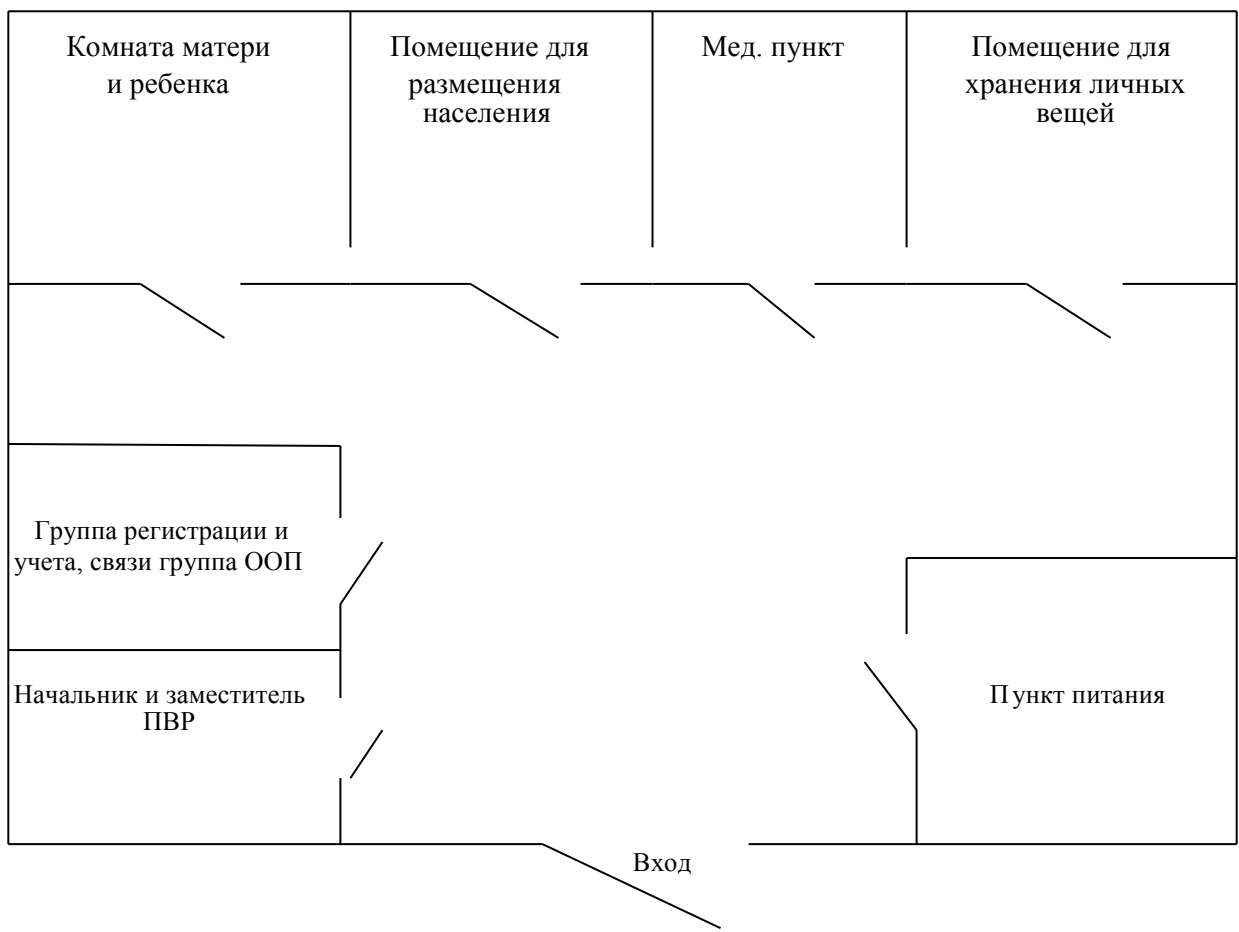 Комната матери
и ребенка
Помещение для
размещения
населения
Мед. пункт
Помещение для
хранения личных
вещей
Группа регистрации и
учета, связи группа ООП
Начальник и заместитель
ПВР
Пункт питания
Вход